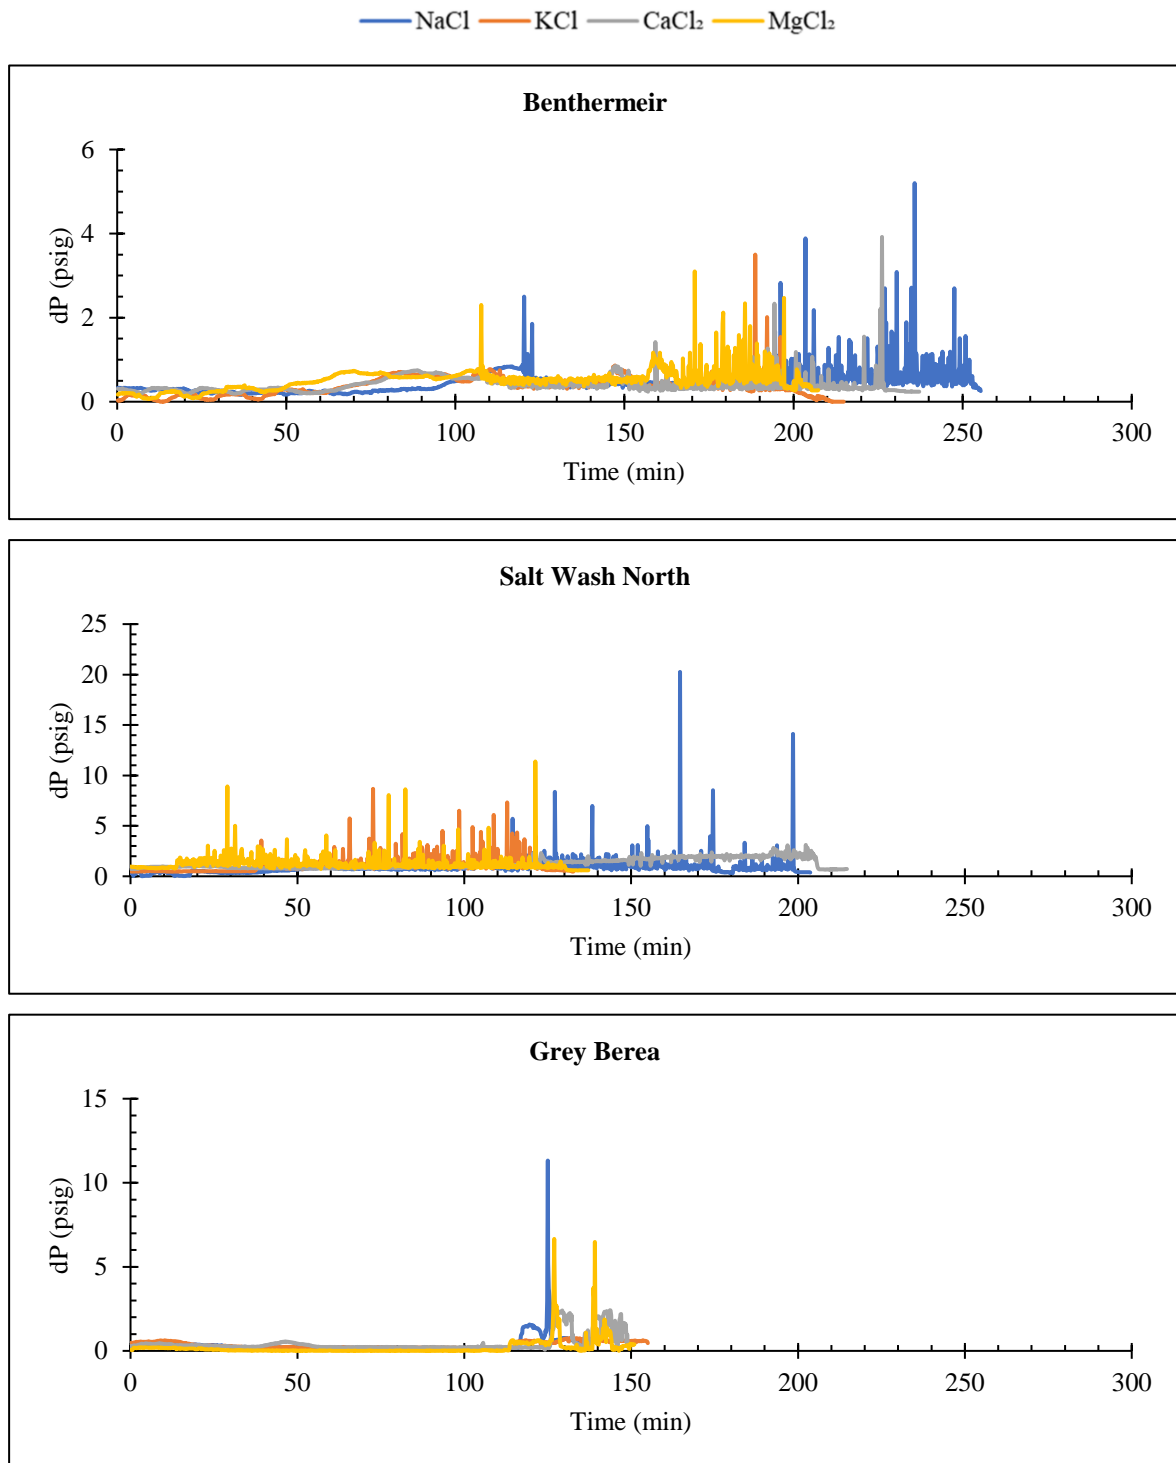 NaCl KCl CaCl₂ MgCl₂
Benthermeir
6
4
2
0
dP (psig)
0 50 100 150 200 250 300
Time (min)
Salt Wash North
25
20
15
10
5
0
dP (psig)
0 50 100 150 200 250 300
Time (min)
Grey Berea
15
10
5
0
dP (psig)
0 50 100 150 200 250 300
Time (min)